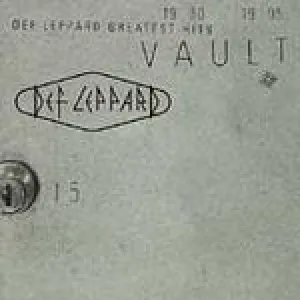 19 80 19 95
DEF LEPPARD GREATEST HITS
VAULT
DEF LEPPARD
15